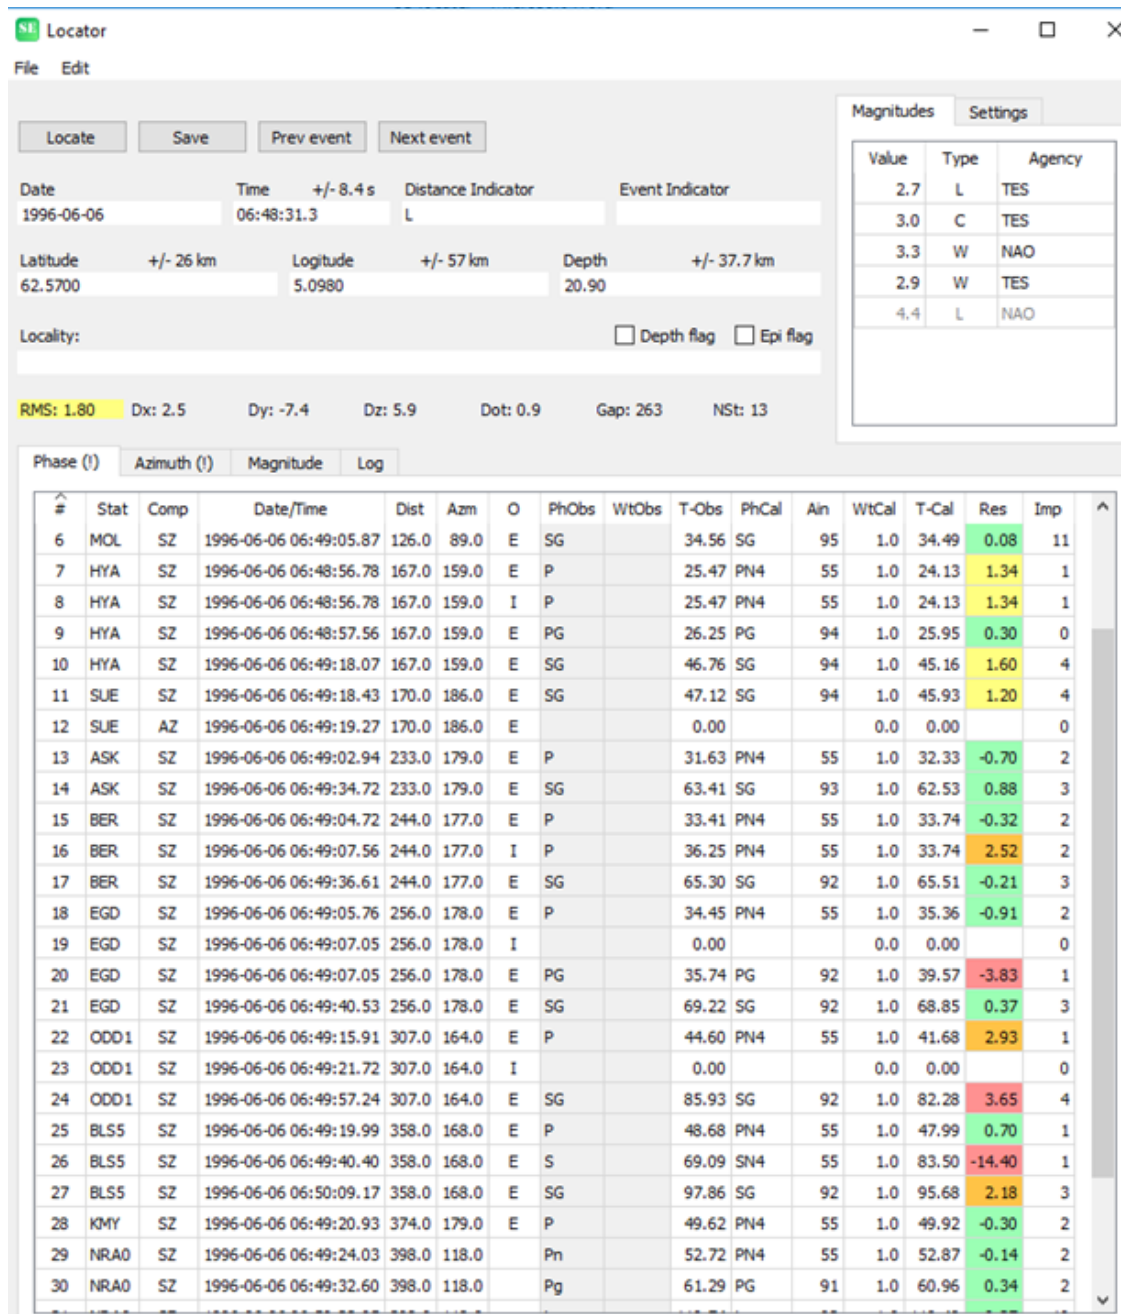 SE Locator
File Edit
Locate Save Prev event Next event
Date Time +/- 8.4 s Distance Indicator Event Indicator
1996-06-06 06:48:31.3 L
Latitude +/- 26 km Logitude +/- 57 km Depth +/- 37.7 km
62.5700 5.0980 20.90
Locality: Depth flag Epi flag
RMS: 1.80 Dx: 2.5 Dy: -7.4 Dz: 5.9 Dot: 0.9 Gap: 263 NSt: 13
Magnitudes Settings
Value Type Agency
2.7 L TES
3.0 C TES
3.3 W NAO
2.9 W TES
4.4 L NAO
Phase (!) Azimuth (!) Magnitude Log
# Stat Comp Date/Time Dist Azm O PhObs WtObs T-Obs PhCal Ain WtCal T-Cal Res Imp
6 MOL SZ 1996-06-06 06:49:05.87 126.0 89.0 E SG 34.56 SG 95 1.0 34.49 0.08 11
7 HYA SZ 1996-06-06 06:48:56.78 167.0 159.0 E P 25.47 PN4 55 1.0 24.13 1.34 1
8 HYA SZ 1996-06-06 06:48:56.78 167.0 159.0 I P 25.47 PN4 55 1.0 24.13 1.34 1
9 HYA SZ 1996-06-06 06:48:57.56 167.0 159.0 E PG 26.25 PG 94 1.0 25.95 0.30 0
10 HYA SZ 1996-06-06 06:49:18.07 167.0 159.0 E SG 46.76 SG 94 1.0 45.16 1.60 4
11 SUE SZ 1996-06-06 06:49:18.43 170.0 186.0 E SG 47.12 SG 94 1.0 45.93 1.20 4
12 SUE AZ 1996-06-06 06:49:19.27 170.0 186.0 E 0.00 0.0 0.00 0
13 ASK SZ 1996-06-06 06:49:02.94 233.0 179.0 E P 31.63 PN4 55 1.0 32.33 -0.70 2
14 ASK SZ 1996-06-06 06:49:34.72 233.0 179.0 E SG 63.41 SG 93 1.0 62.53 0.88 3
15 BER SZ 1996-06-06 06:49:04.72 244.0 177.0 E P 33.41 PN4 55 1.0 33.74 -0.32 2
16 BER SZ 1996-06-06 06:49:07.56 244.0 177.0 I P 36.25 PN4 55 1.0 33.74 2.52 2
17 BER SZ 1996-06-06 06:49:36.61 244.0 177.0 E SG 65.30 SG 92 1.0 65.51 -0.21 3
18 EGD SZ 1996-06-06 06:49:05.76 256.0 178.0 E P 34.45 PN4 55 1.0 35.36 -0.91 2
19 EGD SZ 1996-06-06 06:49:07.05 256.0 178.0 I 0.00 0.0 0.00 0
20 EGD SZ 1996-06-06 06:49:07.05 256.0 178.0 E PG 35.74 PG 92 1.0 39.57 -3.83 1
21 EGD SZ 1996-06-06 06:49:40.53 256.0 178.0 E SG 69.22 SG 92 1.0 68.85 0.37 3
22 ODD1 SZ 1996-06-06 06:49:15.91 307.0 164.0 E P 44.60 PN4 55 1.0 41.68 2.93 1
23 ODD1 SZ 1996-06-06 06:49:21.72 307.0 164.0 I 0.00 0.0 0.00 0
24 ODD1 SZ 1996-06-06 06:49:57.24 307.0 164.0 E SG 85.93 SG 92 1.0 82.28 3.65 4
25 BLS5 SZ 1996-06-06 06:49:19.99 358.0 168.0 E P 48.68 PN4 55 1.0 47.99 0.70 1
26 BLS5 SZ 1996-06-06 06:49:40.40 358.0 168.0 E S 69.09 SN4 55 1.0 83.50 -14.40 1
27 BLS5 SZ 1996-06-06 06:50:09.17 358.0 168.0 E SG 97.86 SG 92 1.0 95.68 2.18 3
28 KMY SZ 1996-06-06 06:49:20.93 374.0 179.0 E P 49.62 PN4 55 1.0 49.92 -0.30 2
29 NRA0 SZ 1996-06-06 06:49:24.03 398.0 118.0 Pn 52.72 PN4 55 1.0 52.87 -0.14 2
30 NRA0 SZ 1996-06-06 06:49:32.60 398.0 118.0 Pg 61.29 PG 91 1.0 60.96 0.34 2